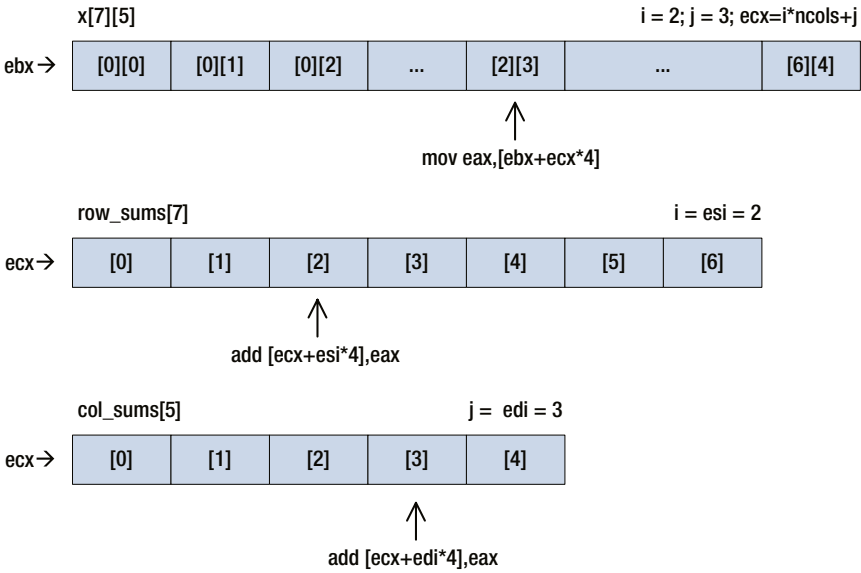 x[7][5] i = 2; j = 3; ecx=i*ncols+j
ebx→ [0][0] [0][1] [0][2] ... [2][3] ... [6][4]
mov eax,[ebx+ecx*4]
row_sums[7] i = esi = 2
ecx→ [0] [1] [2] [3] [4] [5] [6]
add [ecx+esi*4],eax
col_sums[5] j = edi = 3
ecx→ [0] [1] [2] [3] [4]
add [ecx+edi*4],eax